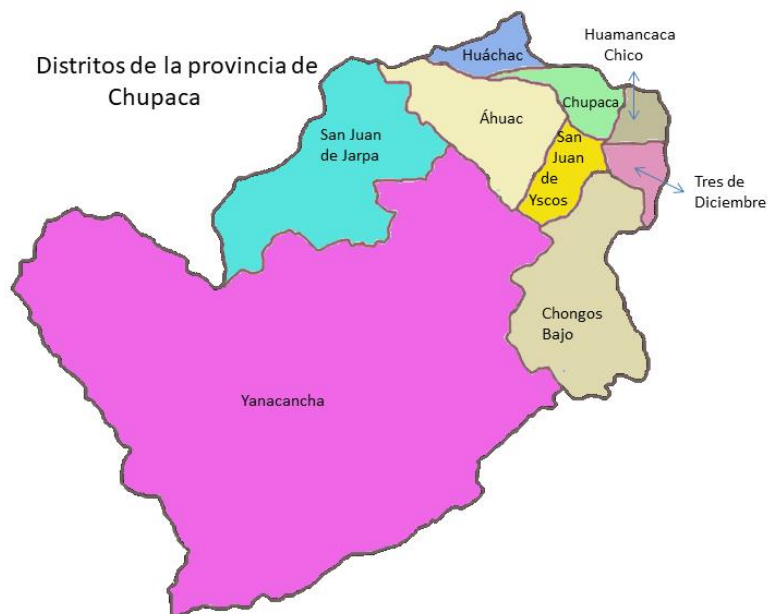 Distritos de la provincia de
Chupaca
Huáchac
Huamancaca
Chico
Chupaca
Áhuac
San Juan
de Jarpa
San
Juan
de
Yscos
Tres de
Diciembre
Chongos
Bajo
Yanacancha